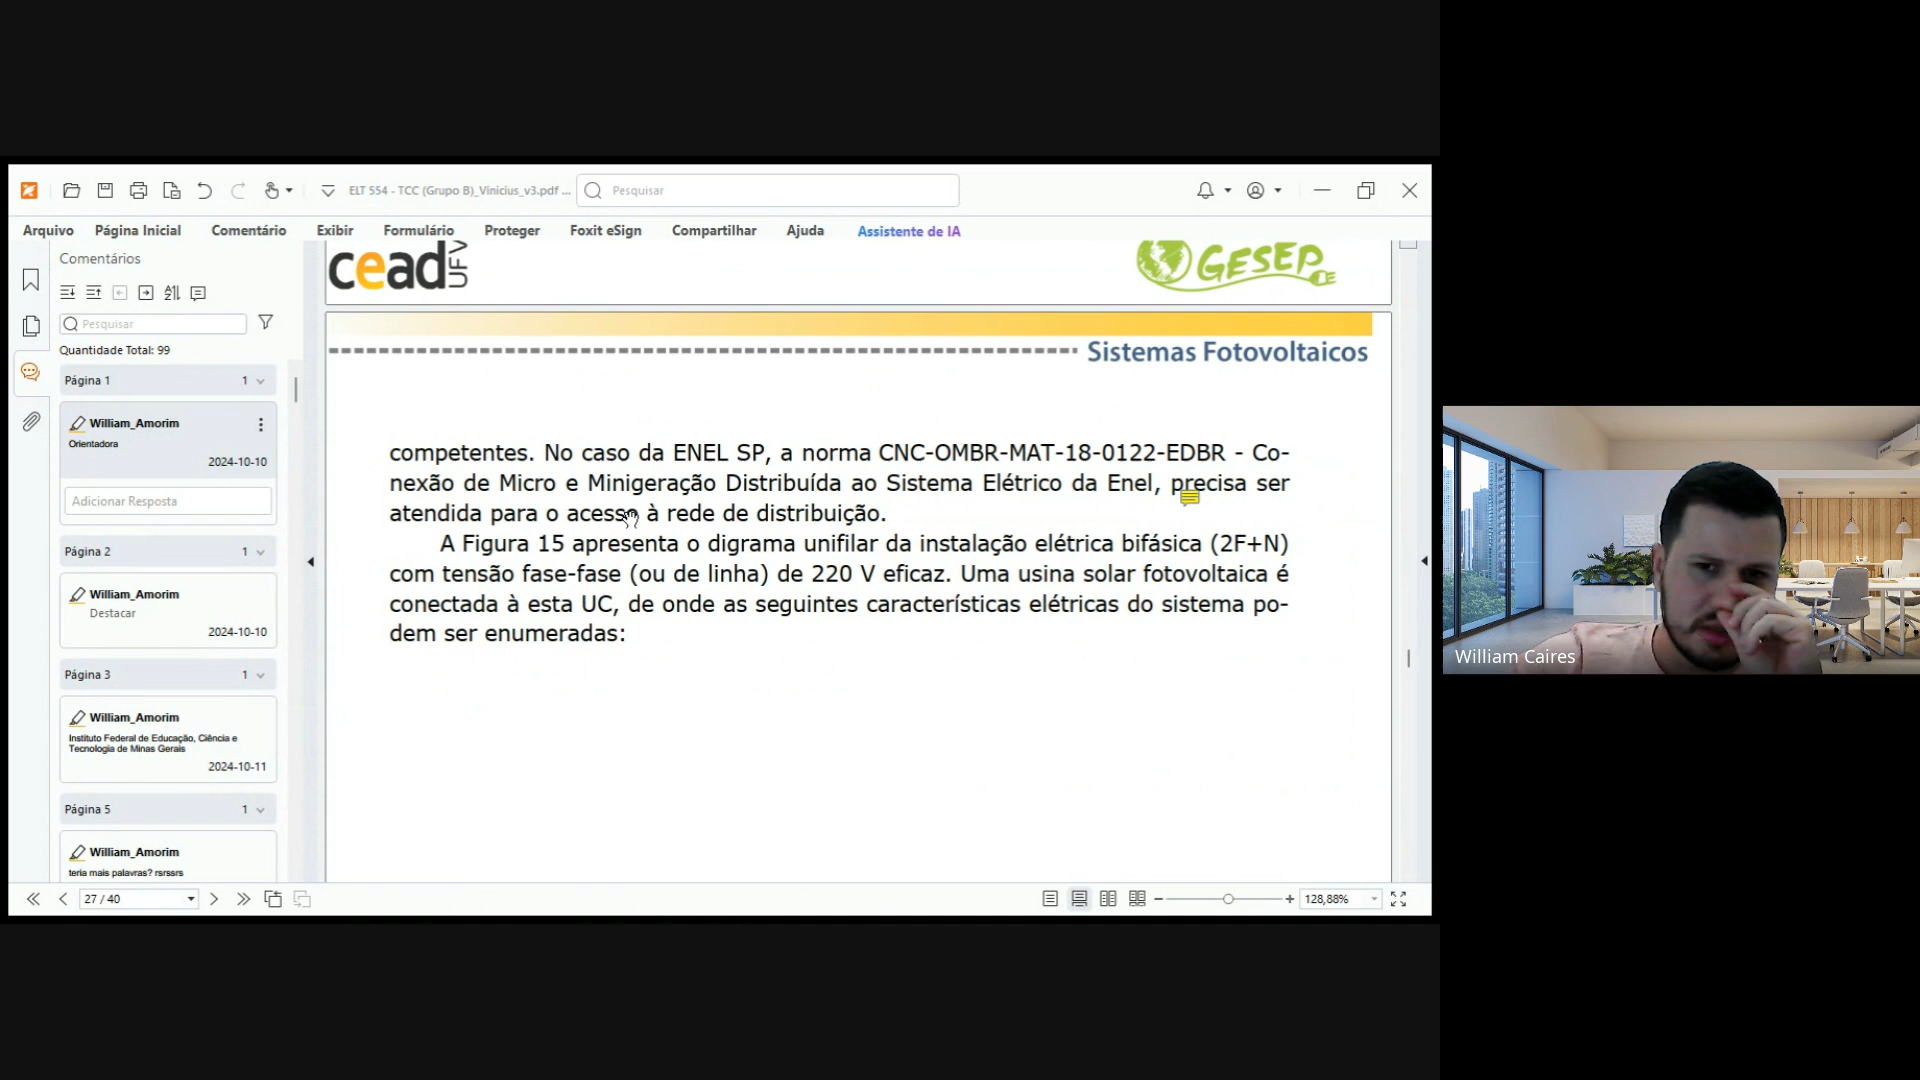 ELT 554 - TCC (Grupo B)_Vinicius_v3.pdf ...
Pesquisar
Arquivo Página Inicial Comentário Exibir Formulário Proteger Foxit eSign Compartilhar Ajuda Assistente de IA
Comentários
Pesquisar
Quantidade Total: 99
Página 1 1
William_Amorim
Orientadora
2024-10-10
Adicionar Resposta
Página 2 1
William_Amorim
Destacar
2024-10-10
Página 3 1
William_Amorim
Instituto Federal de Educação, Ciência e
Tecnologia de Minas Gerais
2024-10-11
Página 5 1
William_Amorim
teria mais palavras? rsrssrs
cead UFV
GESEP
Sistemas Fotovoltaicos
competentes. No caso da ENEL SP, a norma CNC-OMBR-MAT-18-0122-EDBR - Co-
nexão de Micro e Minigeração Distribuída ao Sistema Elétrico da Enel, precisa ser
atendida para o acesso à rede de distribuição.
A Figura 15 apresenta o digrama unifilar da instalação elétrica bifásica (2F+N)
com tensão fase-fase (ou de linha) de 220 V eficaz. Uma usina solar fotovoltaica é
conectada à esta UC, de onde as seguintes características elétricas do sistema po-
dem ser enumeradas:
27 / 40
128,88%
William Caires